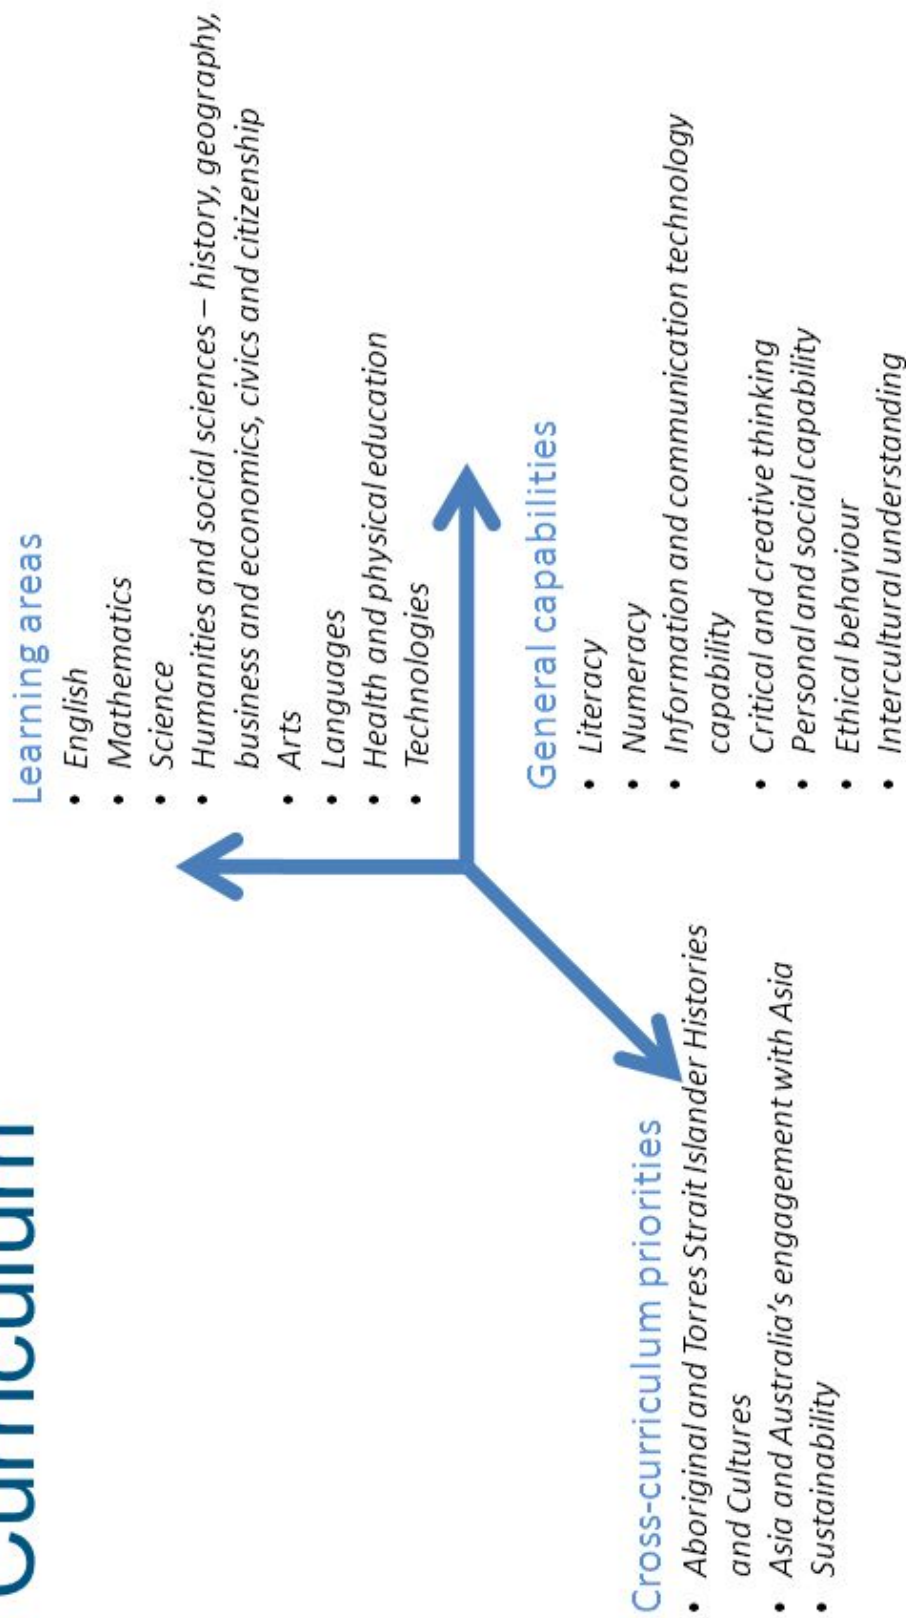 Curriculum
Learning areas
• English
• Mathematics
• Science
• Humanities and social sciences – history, geography,
business and economics, civics and citizenship
• Arts
• Languages
• Health and physical education
• Technologies
General capabilities
• Literacy
• Numeracy
• Information and communication technology
capability
• Critical and creative thinking
• Personal and social capability
• Ethical behaviour
• Intercultural understanding
Cross-curriculum priorities
• Aboriginal and Torres Strait Islander Histories
and Cultures
• Asia and Australia’s engagement with Asia
• Sustainability